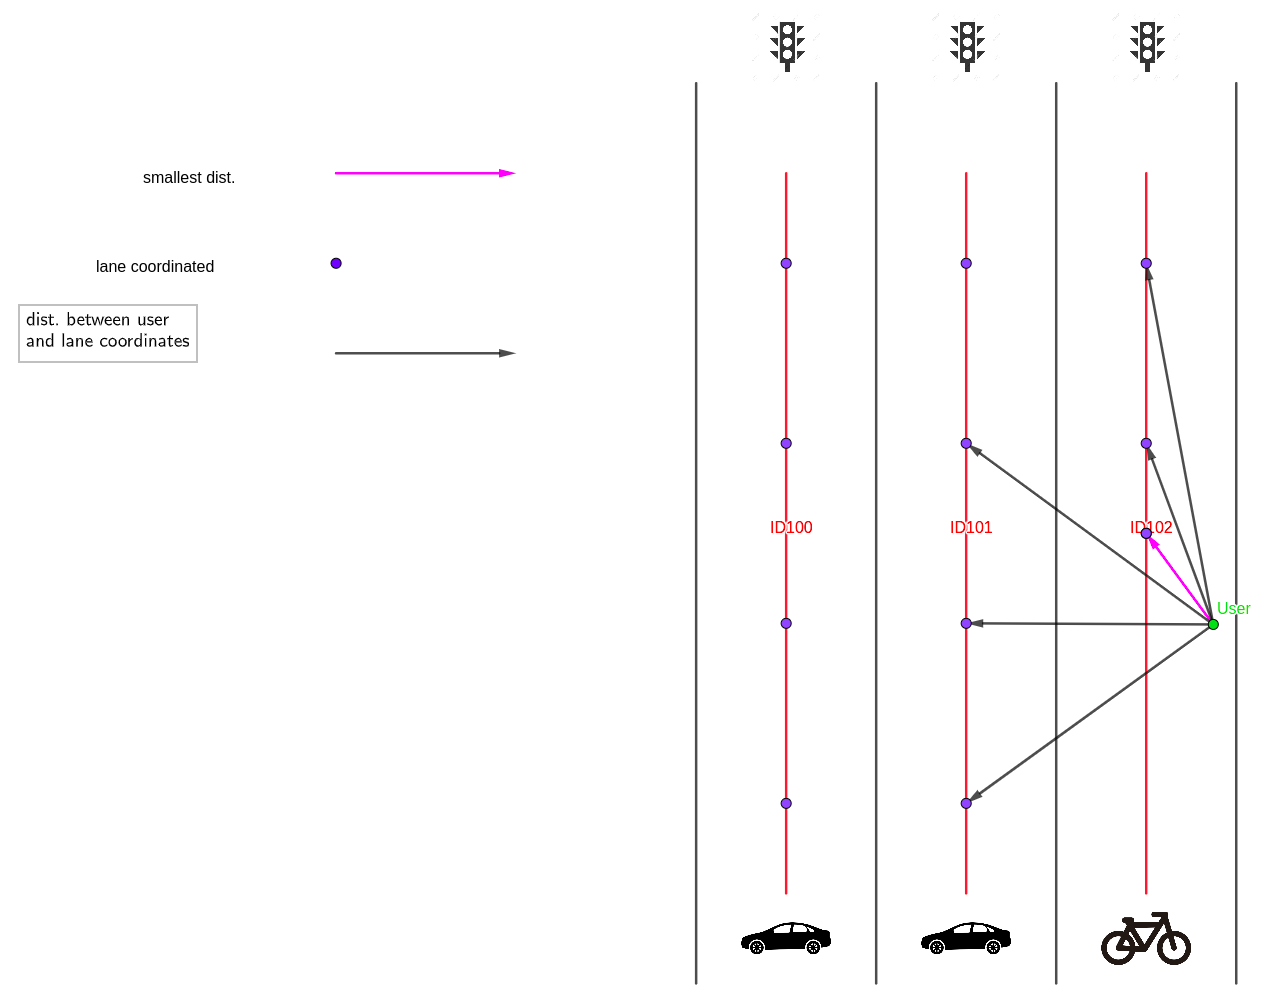 smallest dist.
lane coordinated
dist. between user
and lane coordinates
ID100
ID101
ID102
User